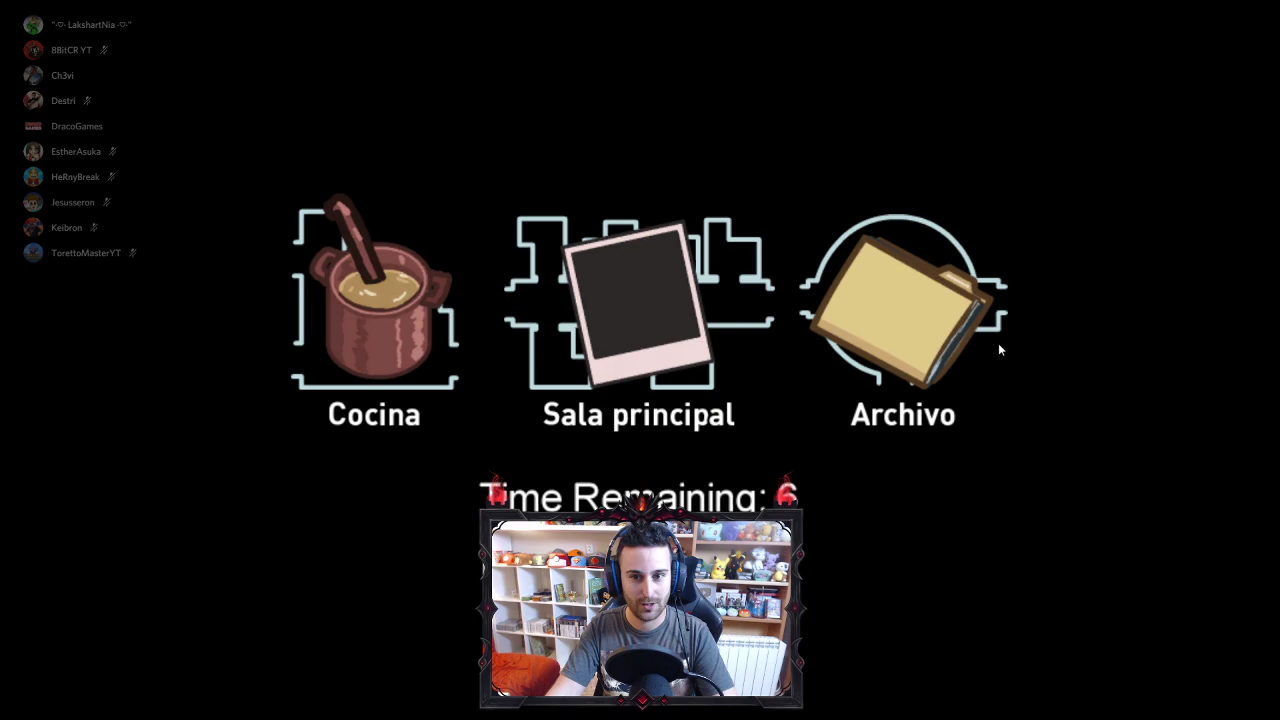 "·ଘ· LakshartNia ·ଓ·"
8BitCR YT
Ch3vi
Destri
DracoGames
EstherAsuka
HeRnyBreak
Jesusseron
Keibron
TorettoMasterYT
Cocina
Sala principal
Archivo
Time Remaining: 6